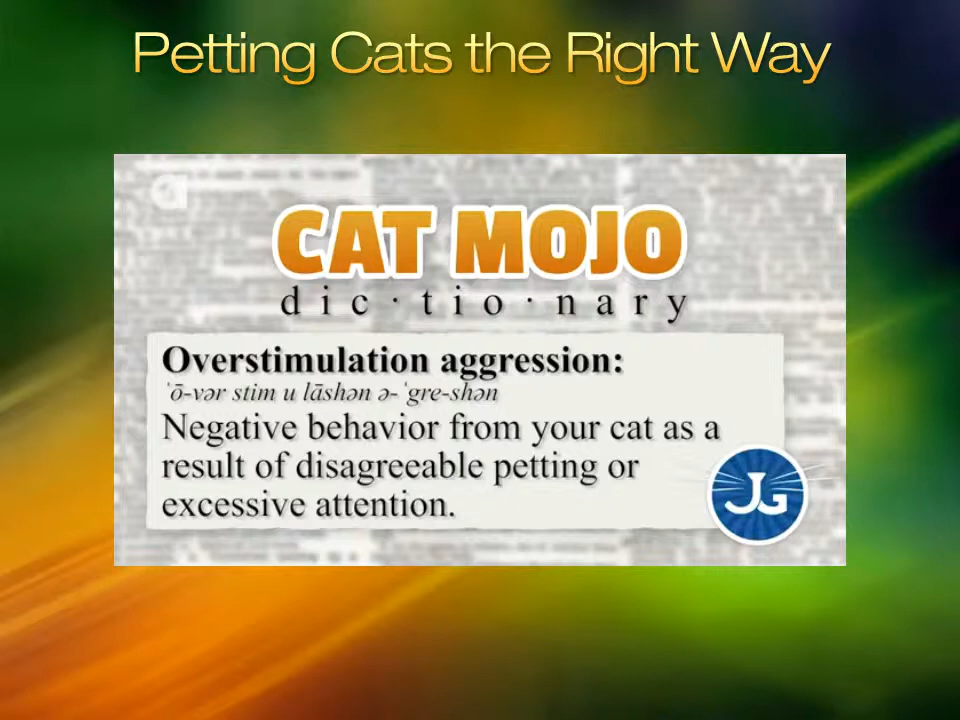 Petting Cats the Right Way
CAT MOJO
dic·tio·nary
Overstimulation aggression:
ˈō-vər stim u lāshən ə-ˈgre-shən
Negative behavior from your cat as a
result of disagreeable petting or
excessive attention.
JG